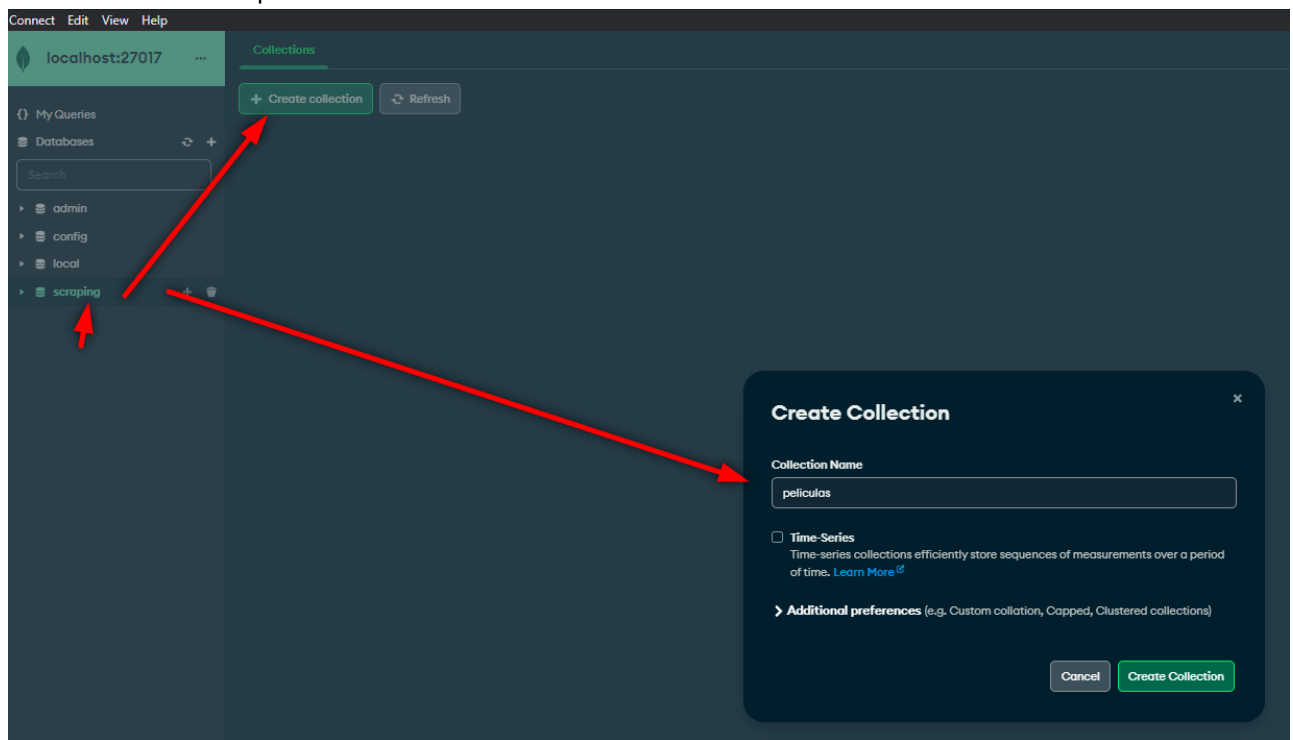 Connect Edit View Help
localhost:27017 ...
Collections
+ Create collection
Refresh
{} My Queries
Databases
Search
admin
config
local
scraping
Create Collection
Collection Name
peliculas
Time-Series
Time-series collections efficiently store sequences of measurements over a period
of time. Learn More
Additional preferences (e.g. Custom collation, Capped, Clustered collections)
Cancel
Create Collection